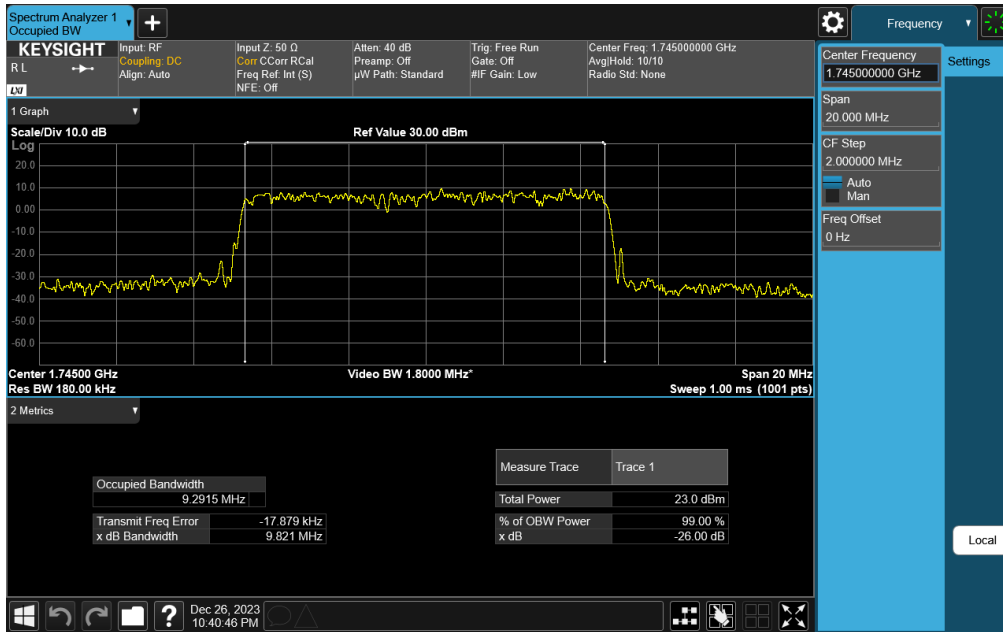 Spectrum Analyzer 1
Occupied BW
Frequency
KEYSIGHT
R L
LXI
Input: RF
Coupling: DC
Align: Auto
Input Z: 50 Ω
Corr CCorr RCal
Freq Ref: Int (S)
NFE: Off
Atten: 40 dB
Preamp: Off
µW Path: Standard
Trig: Free Run
Gate: Off
#IF Gain: Low
Center Freq: 1.745000000 GHz
Avg|Hold: 10/10
Radio Std: None
Center Frequency
1.745000000 GHz
Settings
Span
20.000 MHz
CF Step
2.000000 MHz
Auto
Man
Freq Offset
0 Hz
Local
1 Graph
Scale/Div 10.0 dB
Ref Value 30.00 dBm
Log
20.0
10.0
0.00
-10.0
-20.0
-30.0
-40.0
-50.0
-60.0
Center 1.74500 GHz
Video BW 1.8000 MHz*
Span 20 MHz
Res BW 180.00 kHz
Sweep 1.00 ms (1001 pts)
2 Metrics
Measure Trace Trace 1
Occupied Bandwidth
9.2915 MHz
Total Power 23.0 dBm
Transmit Freq Error -17.879 kHz
% of OBW Power 99.00 %
x dB Bandwidth 9.821 MHz
x dB -26.00 dB
?
Dec 26, 2023
10:40:46 PM